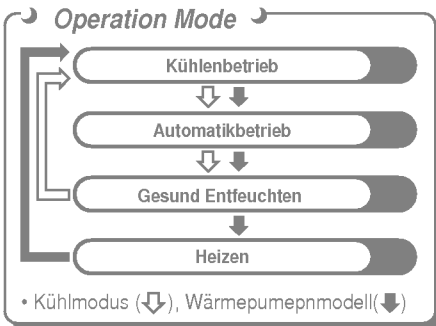 Operation Mode
Kühlenbetrieb
Automatikbetrieb
Gesund Entfeuchten
Heizen
• Kühlmodus (), Wärmepumepnmodell()